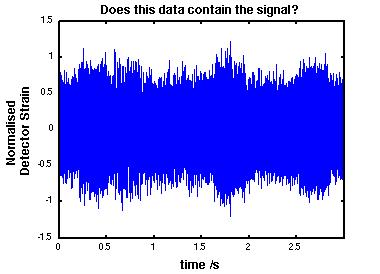 Does this data contain the signal?
1.5
1
0.5
0
-0.5
-1
-1.5
Normalised
Detector Strain
0 0.5 1 1.5 2 2.5
time /s